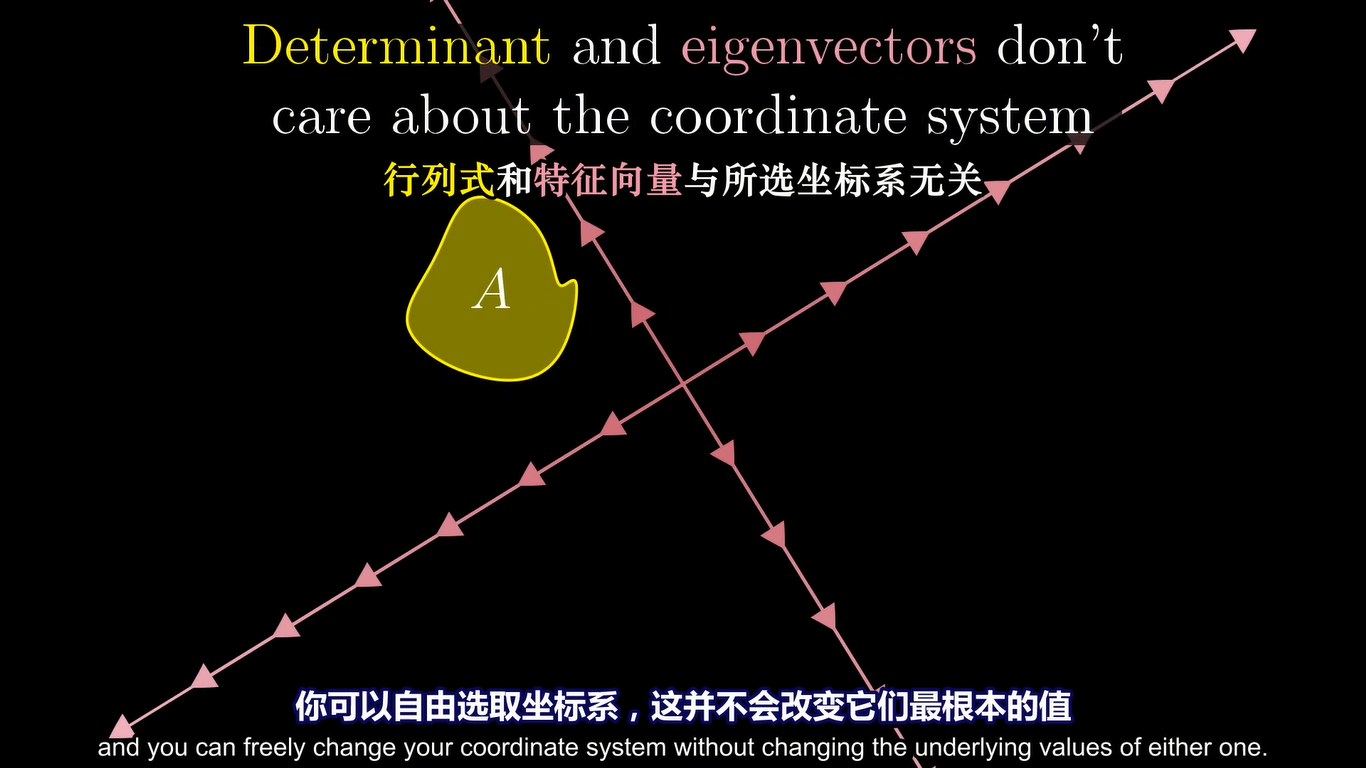 Determinant and eigenvectors don't
care about the coordinate system
行列式和特征向量与所选坐标系无关
A
你可以自由选取坐标系，这并不会改变它们最根本的值
and you can freely change your coordinate system without changing the underlying values of either one.